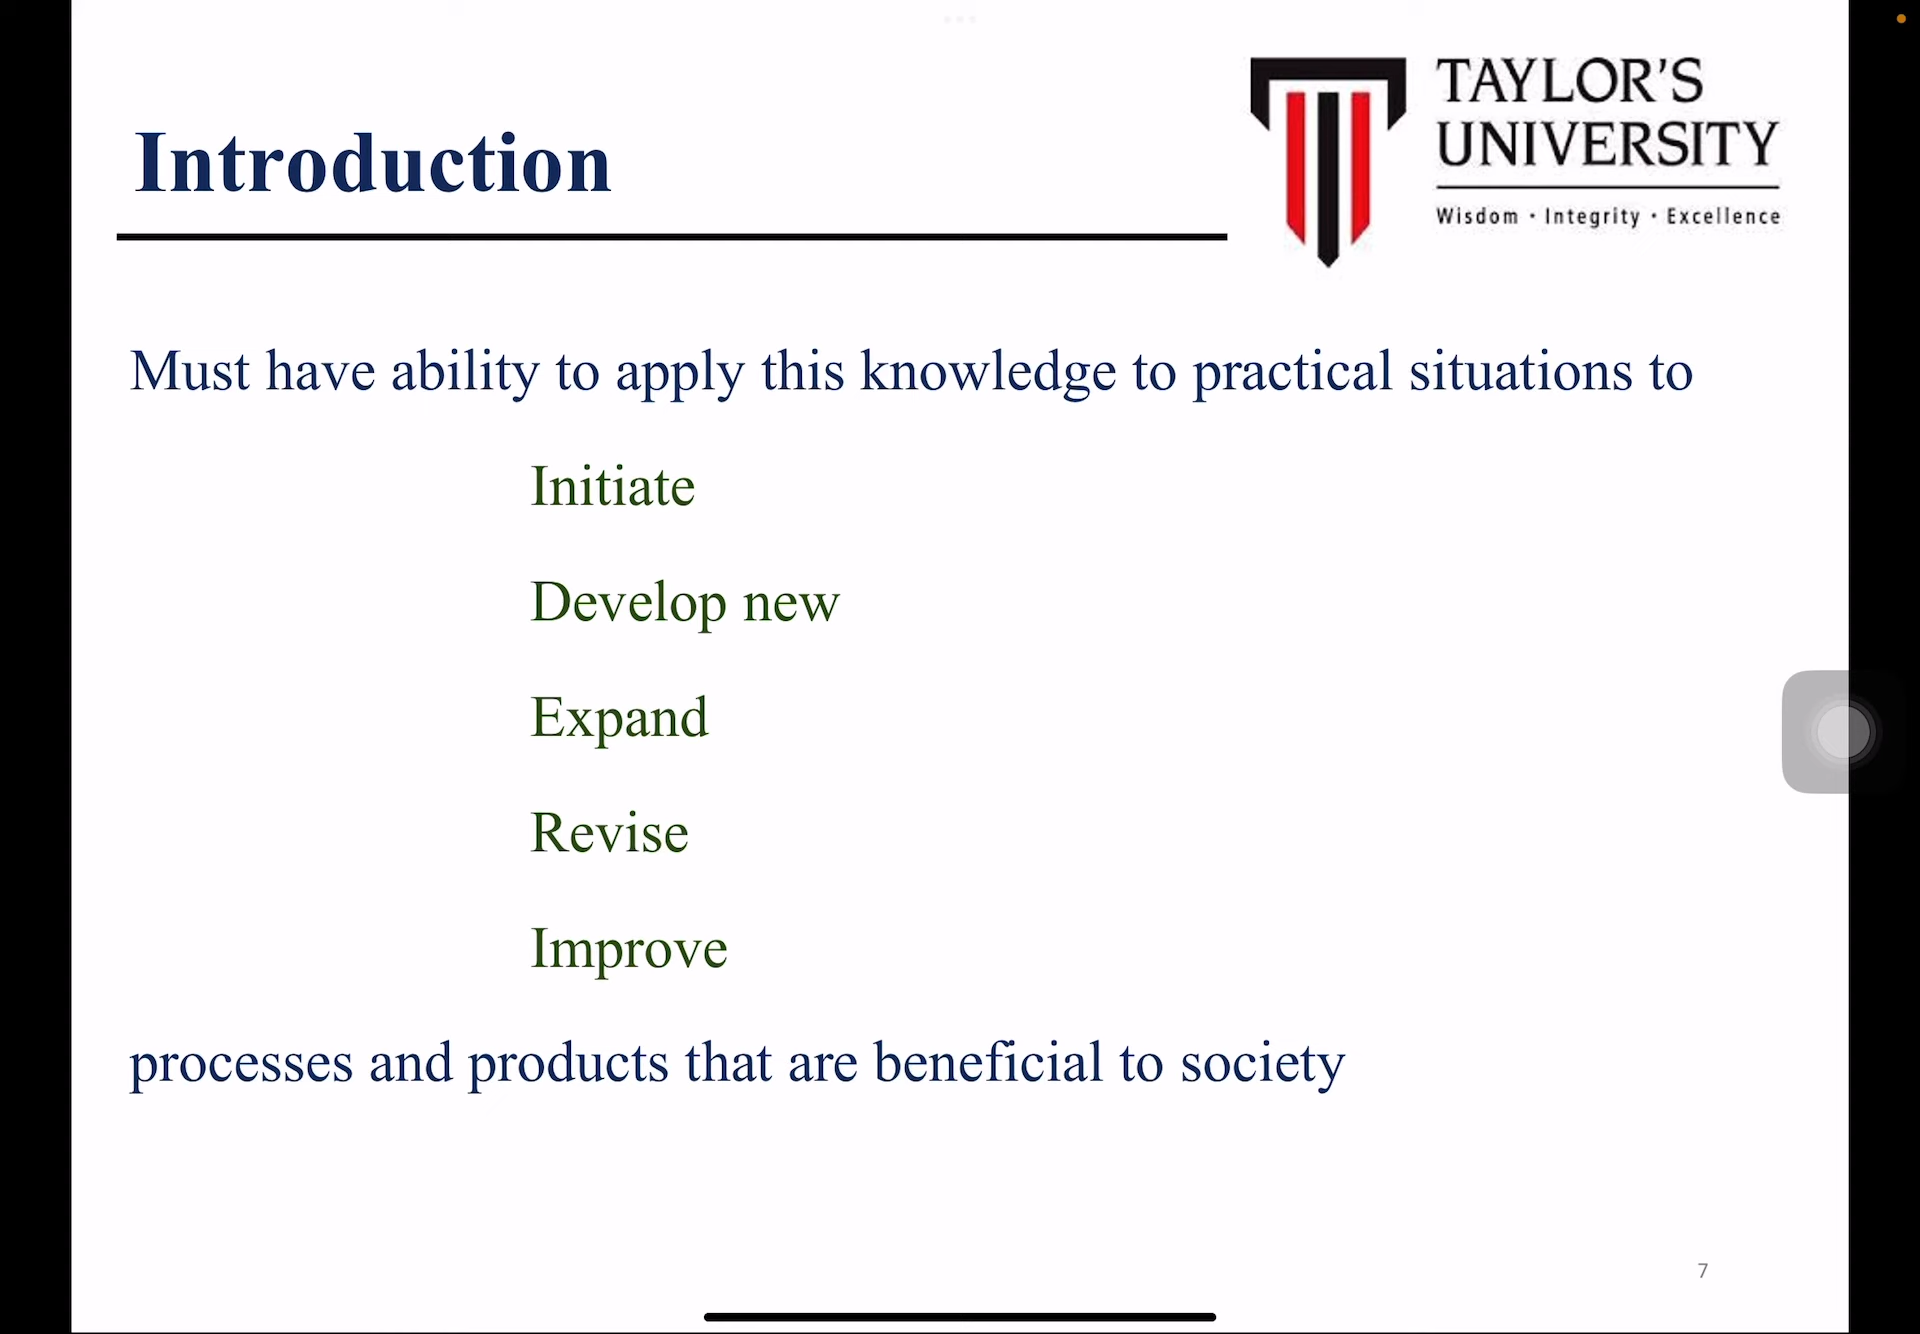 TAYLOR'S
UNIVERSITY
Wisdom · Integrity · Excellence
Introduction
Must have ability to apply this knowledge to practical situations to
Initiate
Develop new
Expand
Revise
Improve
processes and products that are beneficial to society
7